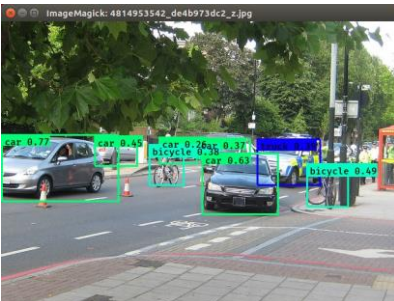 ImageMagick: 4814953542_de4b973dc2_z.jpg
car 0.77
car 0.45
car 0.26
car 0.37
bicycle 0.38
car 0.63
bicycle 0.49